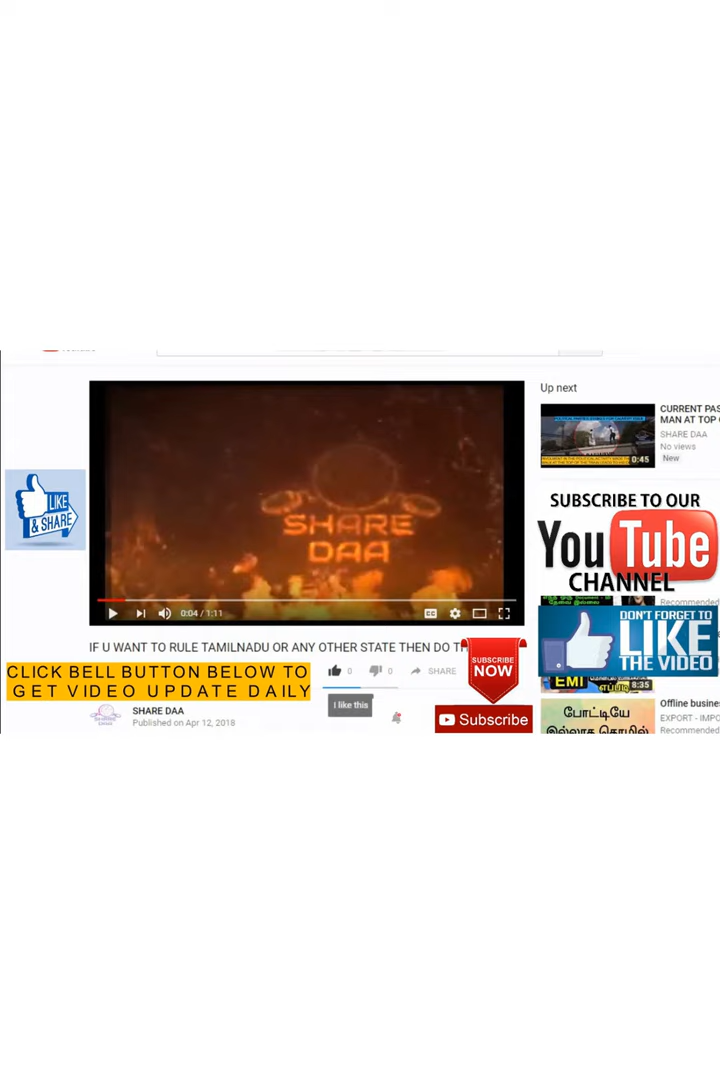 Up next
CURRENT PAS
MAN AT TOP
SHARE DAA
No views
New
0:45
LIKE
& SHARE
SHARE
DAA
0:04 / 1:11
CC
SUBSCRIBE TO OUR
YouTube
CHANNEL
Recommended
DON'T FORGET TO
LIKE
THE VIDEO
IF U WANT TO RULE TAMILNADU OR ANY OTHER STATE THEN DO
SUBSCRIBE
NOW
CLICK BELL BUTTON BELOW TO
GET VIDEO UPDATE DAILY
0
0
SHARE
I like this
EMI
8:35
SHARE DAA
Published on Apr 12, 2018
Subscribe
போட்டியே
இல்லாத தொழில்
Offline busine
EXPORT - IMPO
Recommended